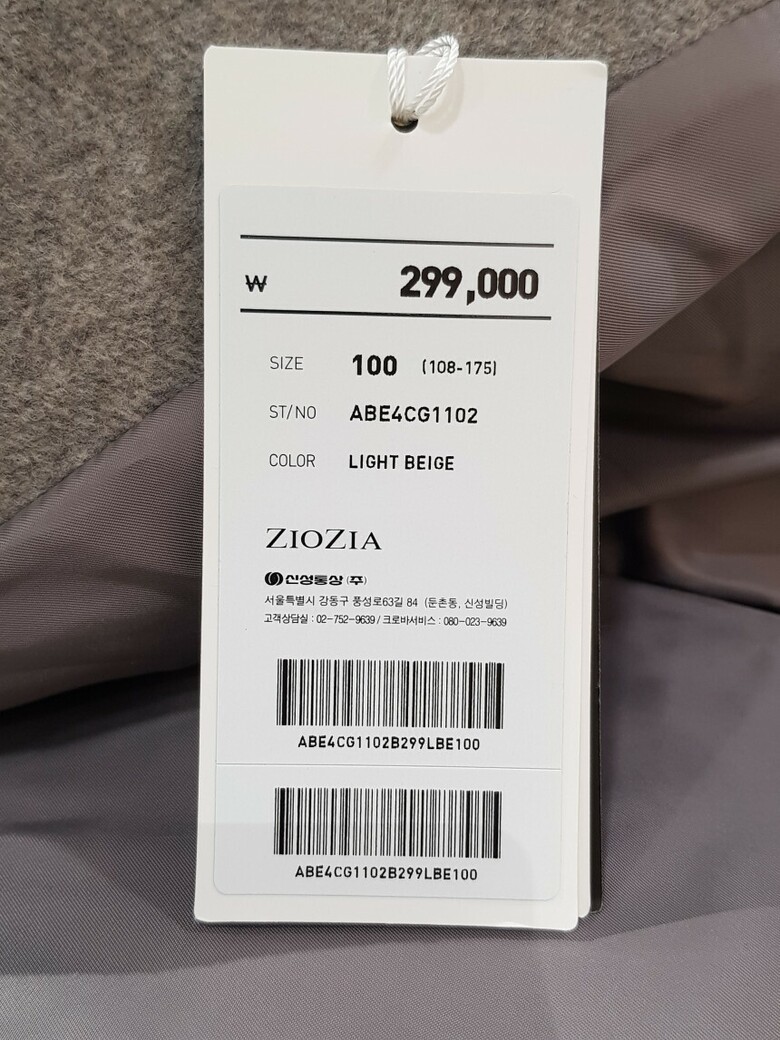 ₩ 299,000
SIZE 100 (108-175)
ST/NO ABE4CG1102
COLOR LIGHT BEIGE
ZIOZIA
신성통상(주)
서울특별시 강동구 풍성로63길 84 (둔촌동, 신성빌딩)
고객상담실 : 02-752-9639 / 크로바서비스 : 080-023-9639
ABE4CG1102B299LBE100
ABE4CG1102B299LBE100